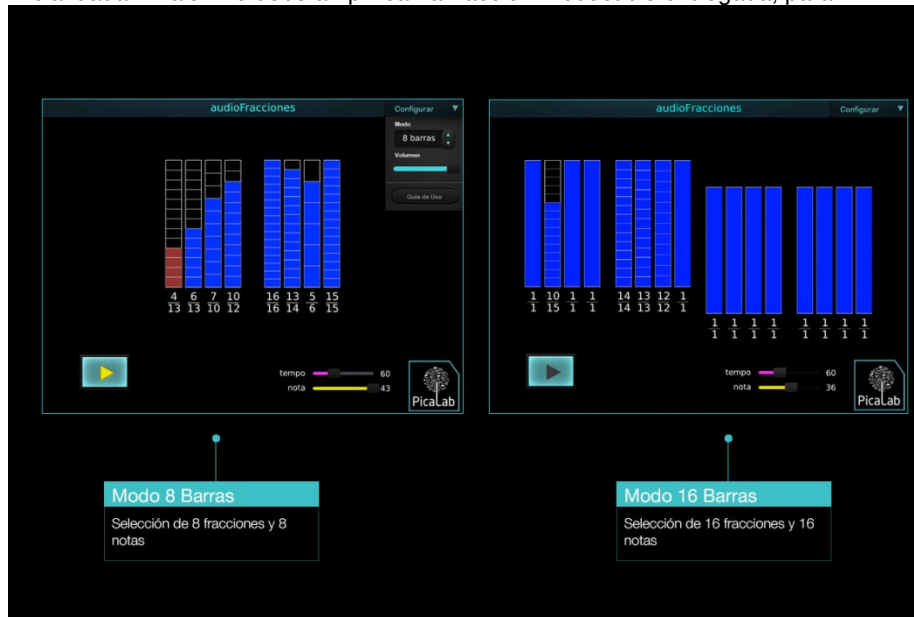 audioFracciones
Configurar
Modo
8 barras
Volumen
Guia de Uso
4 6 7 10 16 13 5 15
13 13 10 12 16 14 6 15
tempo 60
nota 43
PicaLab
audioFracciones
Configurar
1 10 1 1 14 13 12 1
1 15 1 1 14 13 12 1
1 1 1 1 1 1 1 1
1 1 1 1 1 1 1 1
tempo 60
nota 36
PicaLab
Modo 8 Barras
Selección de 8 fracciones y 8
notas
Modo 16 Barras
Selección de 16 fracciones y 16
notas